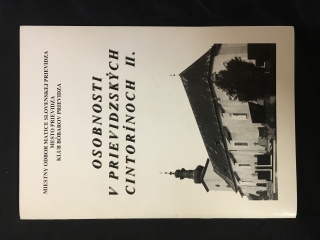 MIESTNY ODBOR MATICE SLOVENSKEJ PRIEVIDZA
MESTO PRIEVIDZA
KLUB BÔBAROV PRIEVIDZA
OSOBNOSTI
V PRIEVIDZSKÝCH
CINTORÍNOCH II.